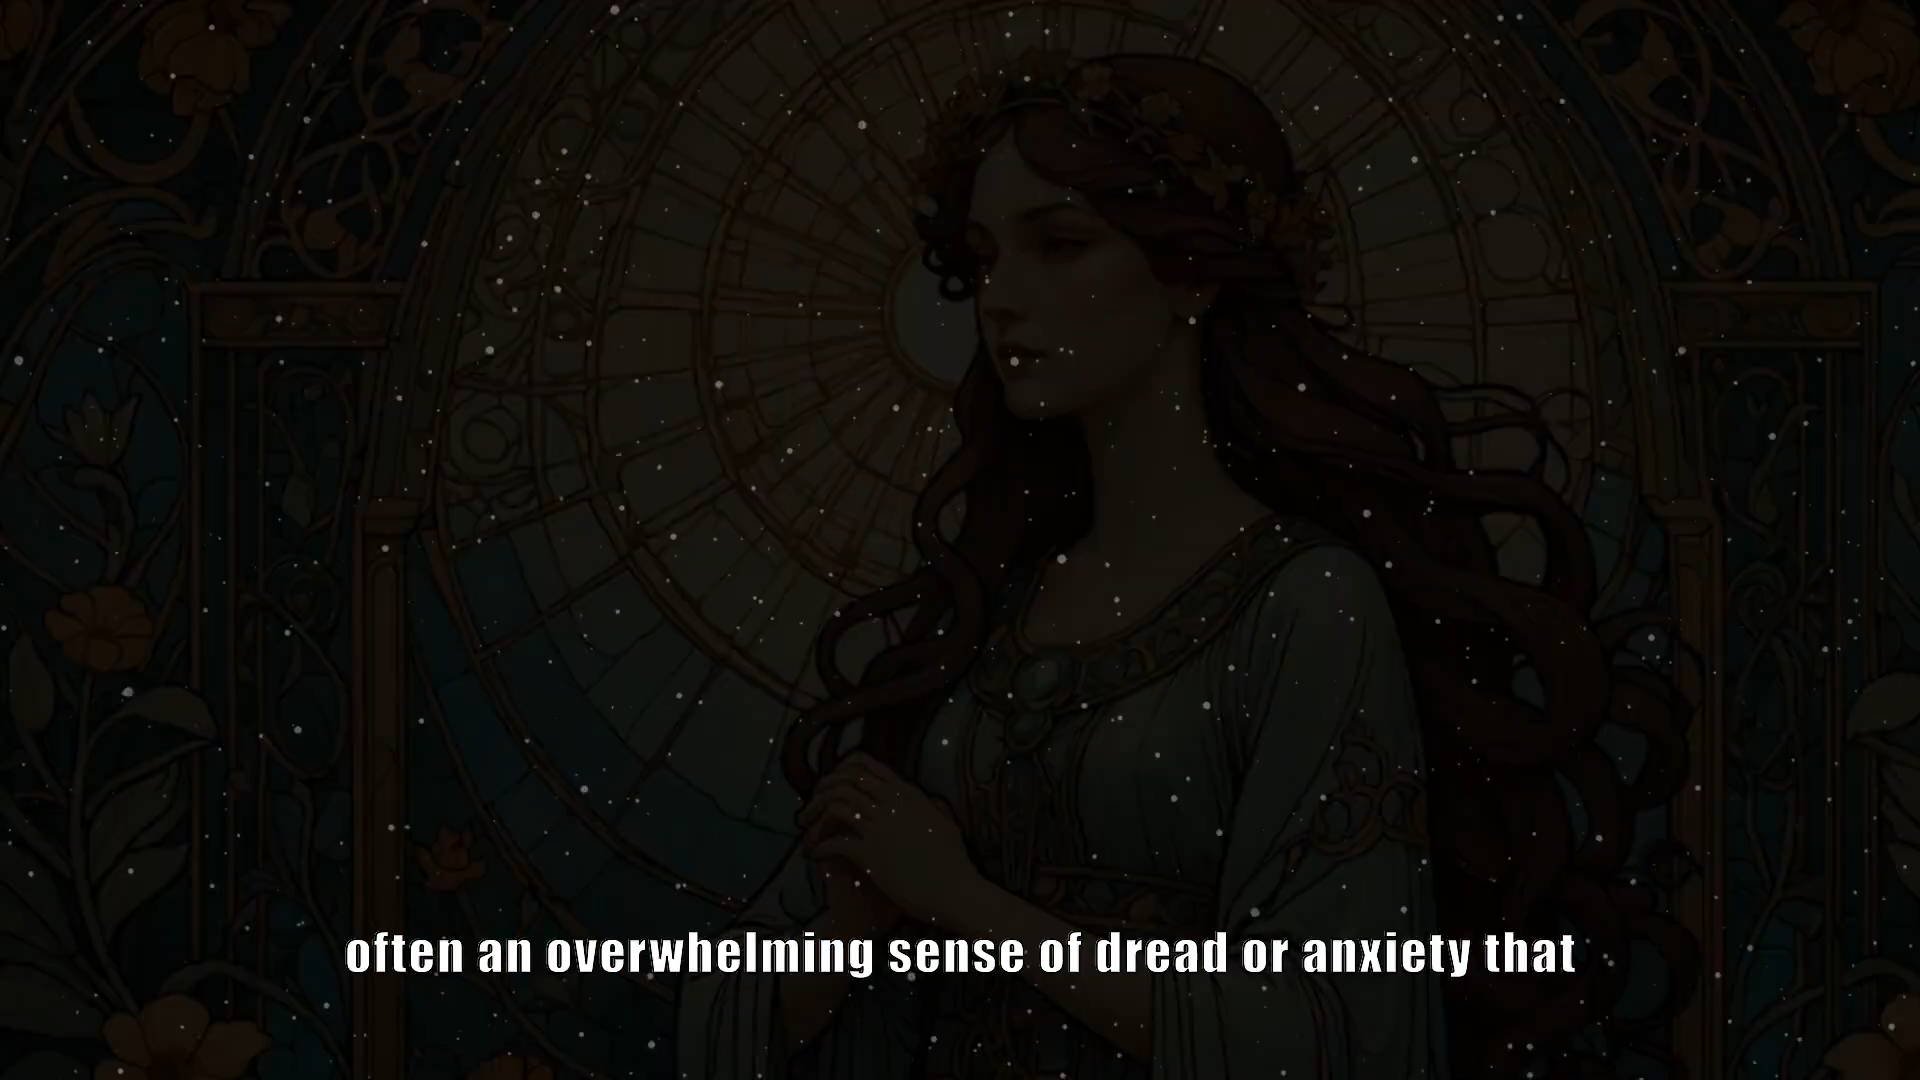 often an overwhelming sense of dread or anxiety that